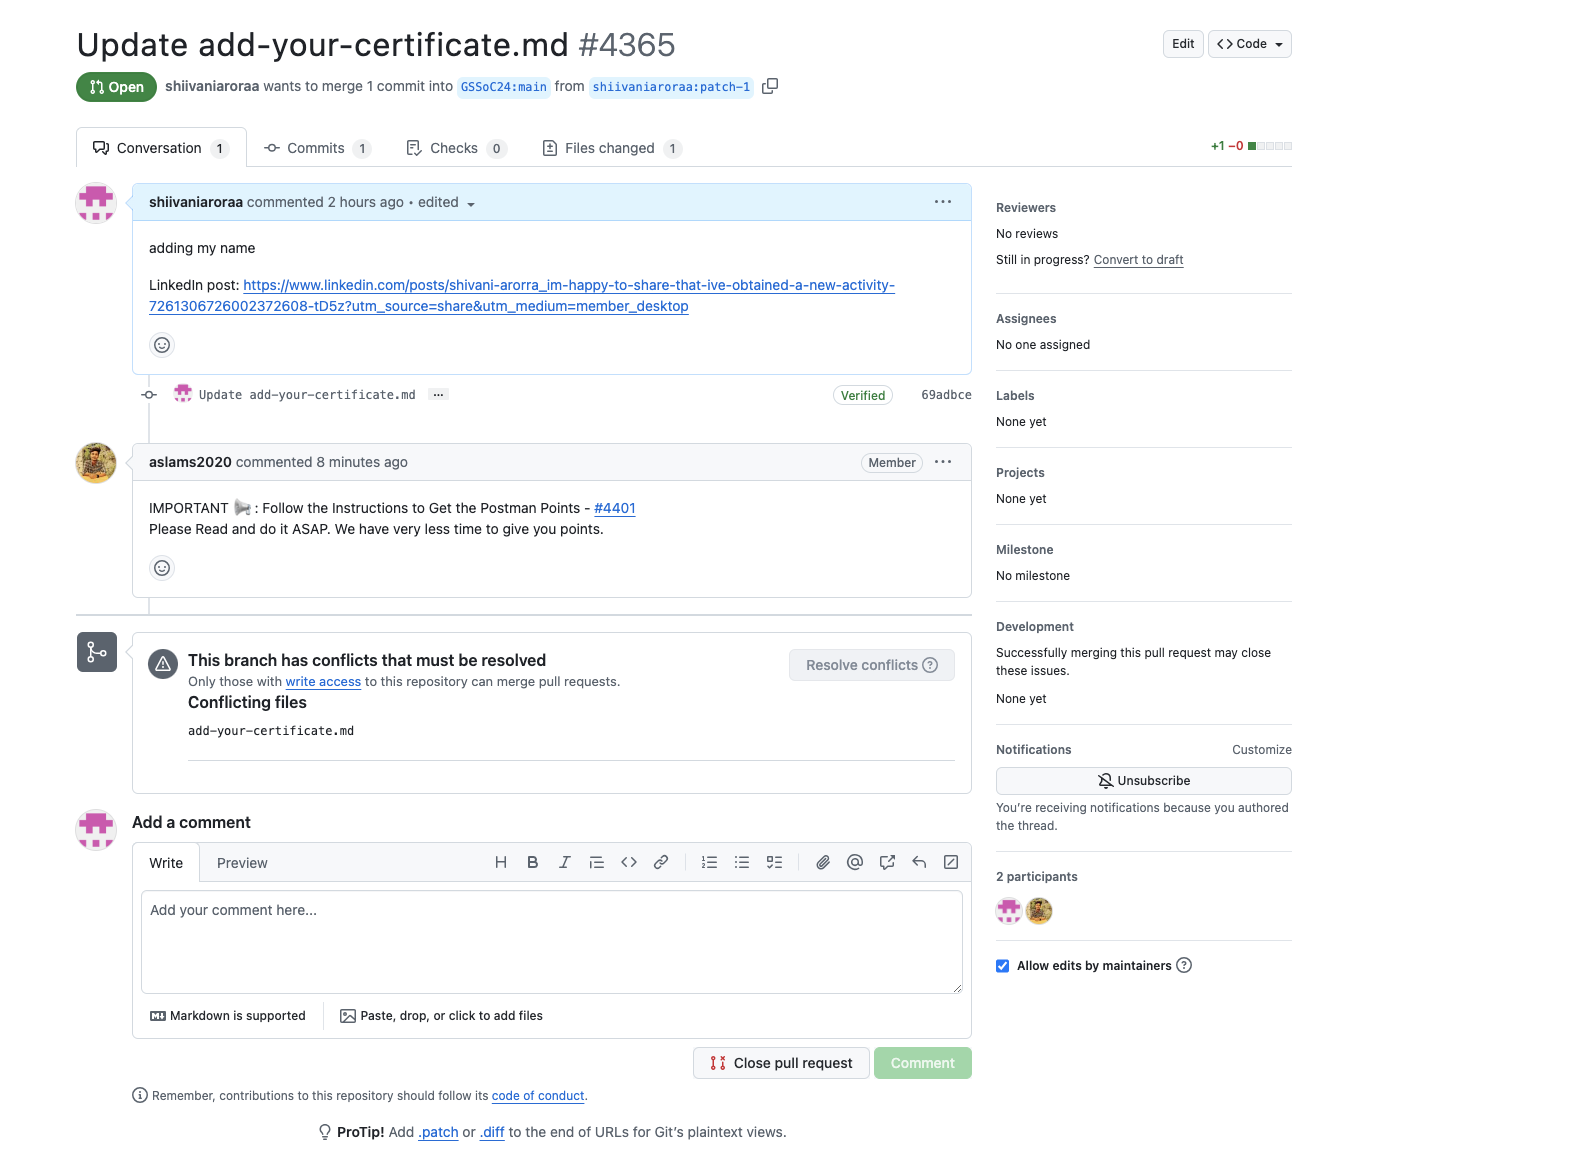 Update add-your-certificate.md #4365
Edit
Code
Open
shiivaniaroraa wants to merge 1 commit into GSSoC24:main from shiivaniaroraa:patch-1
Conversation 1
Commits 1
Checks 0
Files changed 1
+1 −0
shiivaniaroraa commented 2 hours ago • edited
adding my name
LinkedIn post: https://www.linkedin.com/posts/shivani-arorra_im-happy-to-share-that-ive-obtained-a-new-activity-
7261306726002372608-tD5z?utm_source=share&utm_medium=member_desktop
Update add-your-certificate.md
Verified
69adbce
aslams2020 commented 8 minutes ago
Member
IMPORTANT : Follow the Instructions to Get the Postman Points - #4401
Please Read and do it ASAP. We have very less time to give you points.
This branch has conflicts that must be resolved
Only those with write access to this repository can merge pull requests.
Resolve conflicts
Conflicting files
add-your-certificate.md
Add a comment
Write
Preview
Add your comment here...
Markdown is supported
Paste, drop, or click to add files
Close pull request
Comment
Remember, contributions to this repository should follow its code of conduct.
ProTip! Add .patch or .diff to the end of URLs for Git's plaintext views.
Reviewers
No reviews
Still in progress? Convert to draft
Assignees
No one assigned
Labels
None yet
Projects
None yet
Milestone
No milestone
Development
Successfully merging this pull request may close
these issues.
None yet
Notifications
Customize
Unsubscribe
You're receiving notifications because you authored
the thread.
2 participants
Allow edits by maintainers